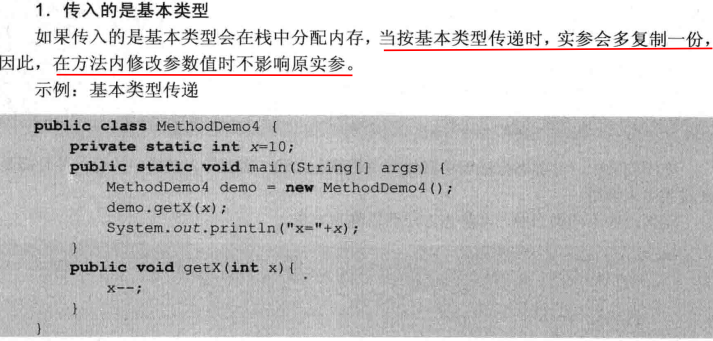 1．传入的是基本类型
如果传入的是基本类型会在栈中分配内存，当按基本类型传递时，实参会多复制一份，
因此，在方法内修改参数值时不影响原实参。
示例：基本类型传递
public class MethodDemo4 {
    private static int x=10;
    public static void main(String[] args) {
        MethodDemo4 demo = new MethodDemo4();
        demo.getX(x);
        System.out.println("x="+x);
    }
    public void getX(int x){
        x--;
    }
}